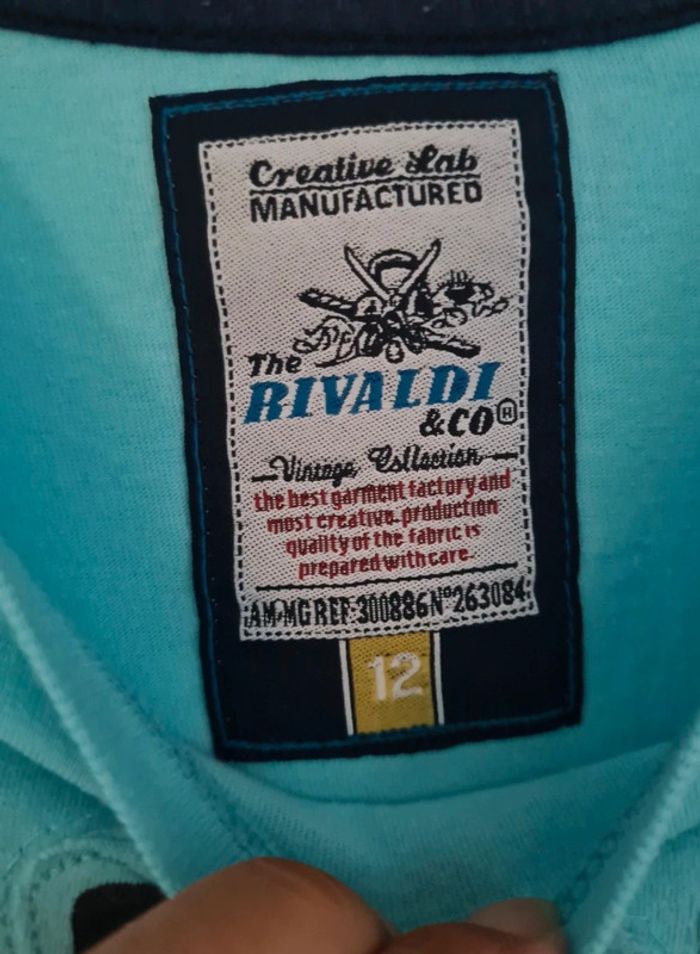 Creative Lab
MANUFACTURED
The
RIVALDI
&CO®
Vintage Collection
the best garment factory and
most creative production
quality of the fabric is
prepared with care.
AM-MG REF:300886 Nº263084
12